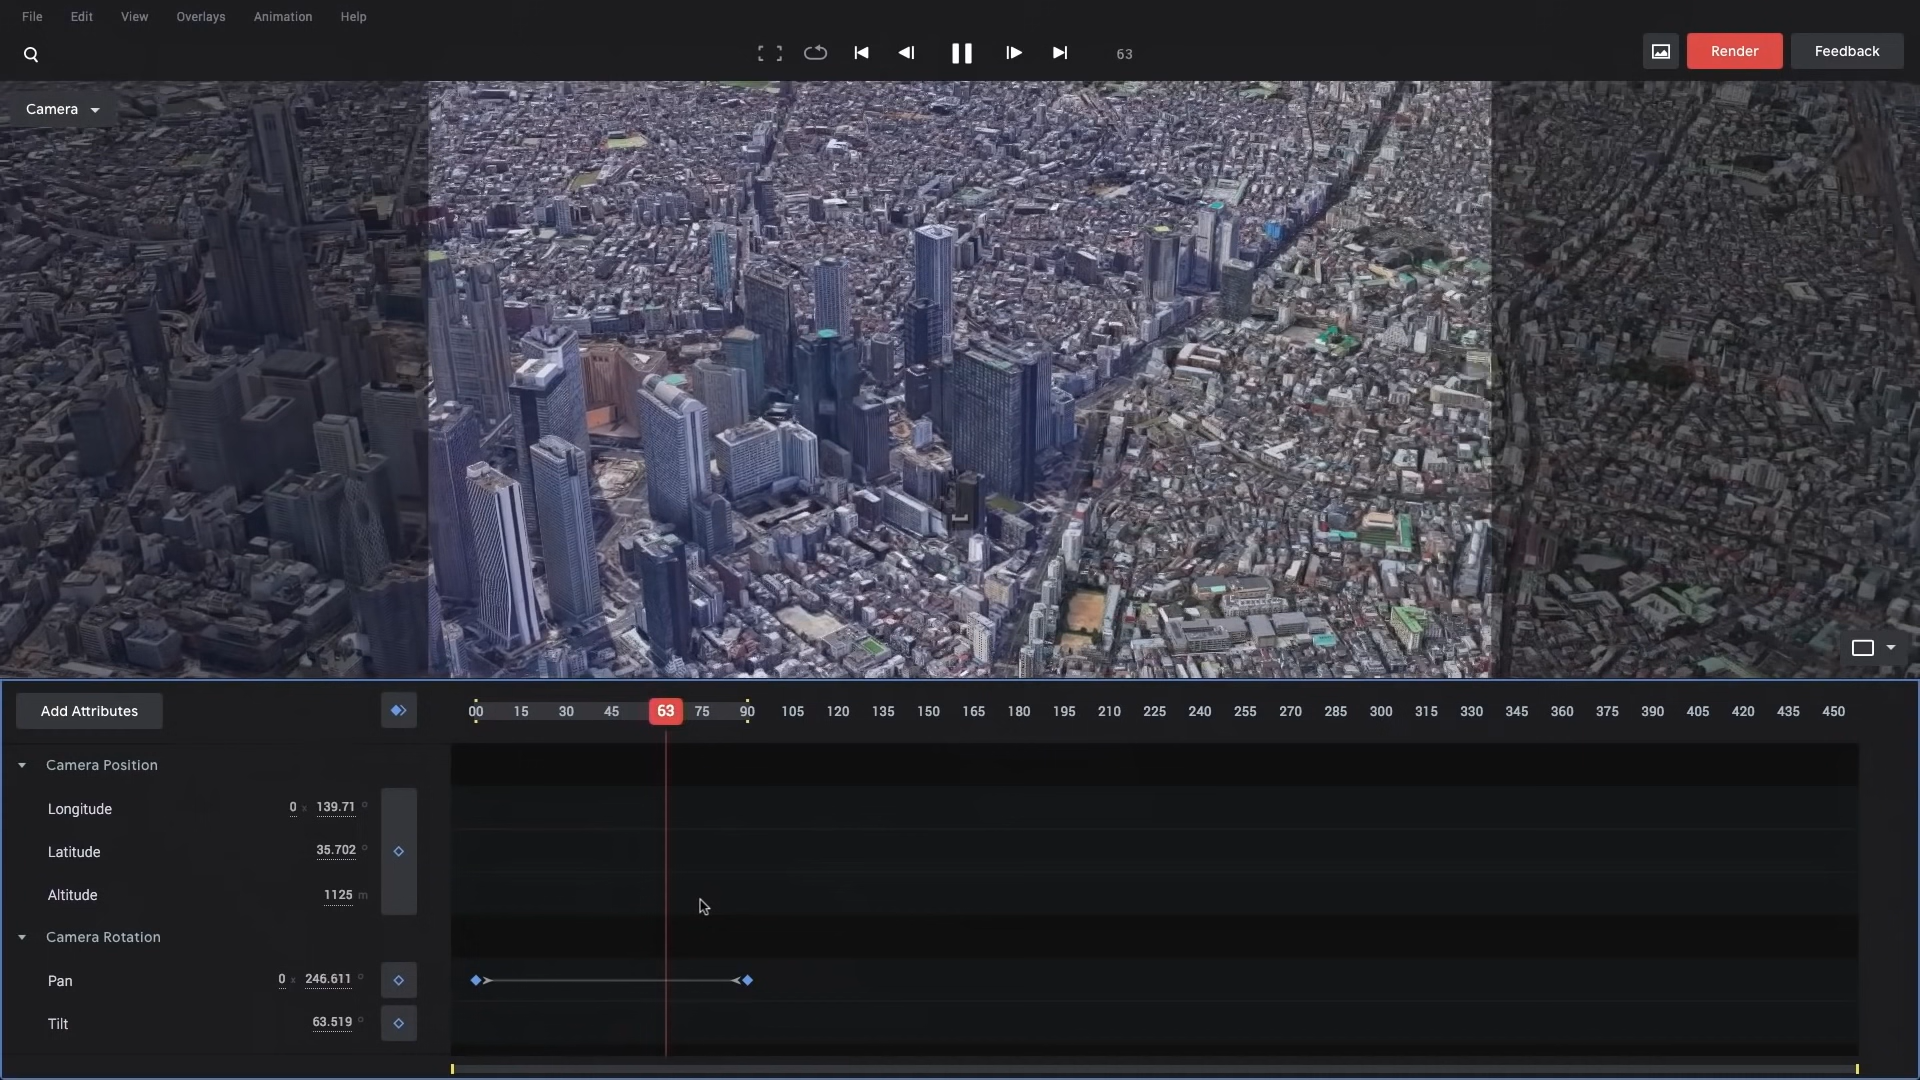 File Edit View Overlays Animation Help
63
Render
Feedback
Camera
Add Attributes
00 15 30 45 63 75 90 105 120 135 150 165 180 195 210 225 240 255 270 285 300 315 330 345 360 375 390 405 420 435 450
Camera Position
Longitude 0 x 139.71 °
Latitude 35.702 °
Altitude 1125 m
Camera Rotation
Pan 0 x 246.611 °
Tilt 63.519 °